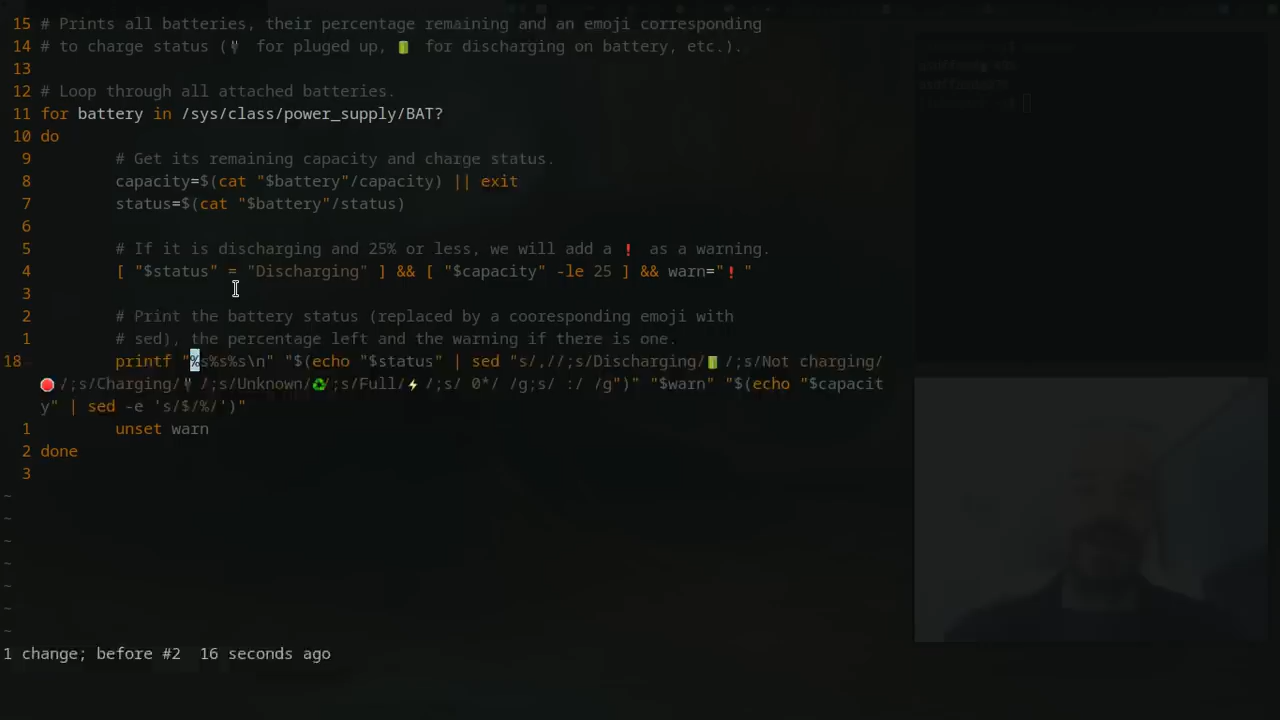 15 # Prints all batteries, their percentage remaining and an emoji corresponding
14 # to charge status (🔌 for pluged up, 🔋 for discharging on battery, etc.).
13
12 # Loop through all attached batteries.
11 for battery in /sys/class/power_supply/BAT?
10 do
9 # Get its remaining capacity and charge status.
8 capacity=$(cat "$battery"/capacity) || exit
7 status=$(cat "$battery"/status)
6
5 # If it is discharging and 25% or less, we will add a ❗ as a warning.
4 [ "$status" = "Discharging" ] && [ "$capacity" -le 25 ] && warn="❗ "
3
2 # Print the battery status (replaced by a cooresponding emoji with
1 # sed), the percentage left and the warning if there is one.
18 printf "%s%s%s\n" "$(echo "$status" | sed "s/,//;s/Discharging/🔋 /;s/Not charging/
🛑 /;s/Charging/🔌 /;s/Unknown/♻️/;s/Full/⚡ /;s/ 0*/ /g;s/ :/ /g")" "$warn" "$(echo "$capacit
y" | sed -e 's/$/%/')"
1 unset warn
2 done
3
~
~
~
~
~
~
~
1 change; before #2 16 seconds ago